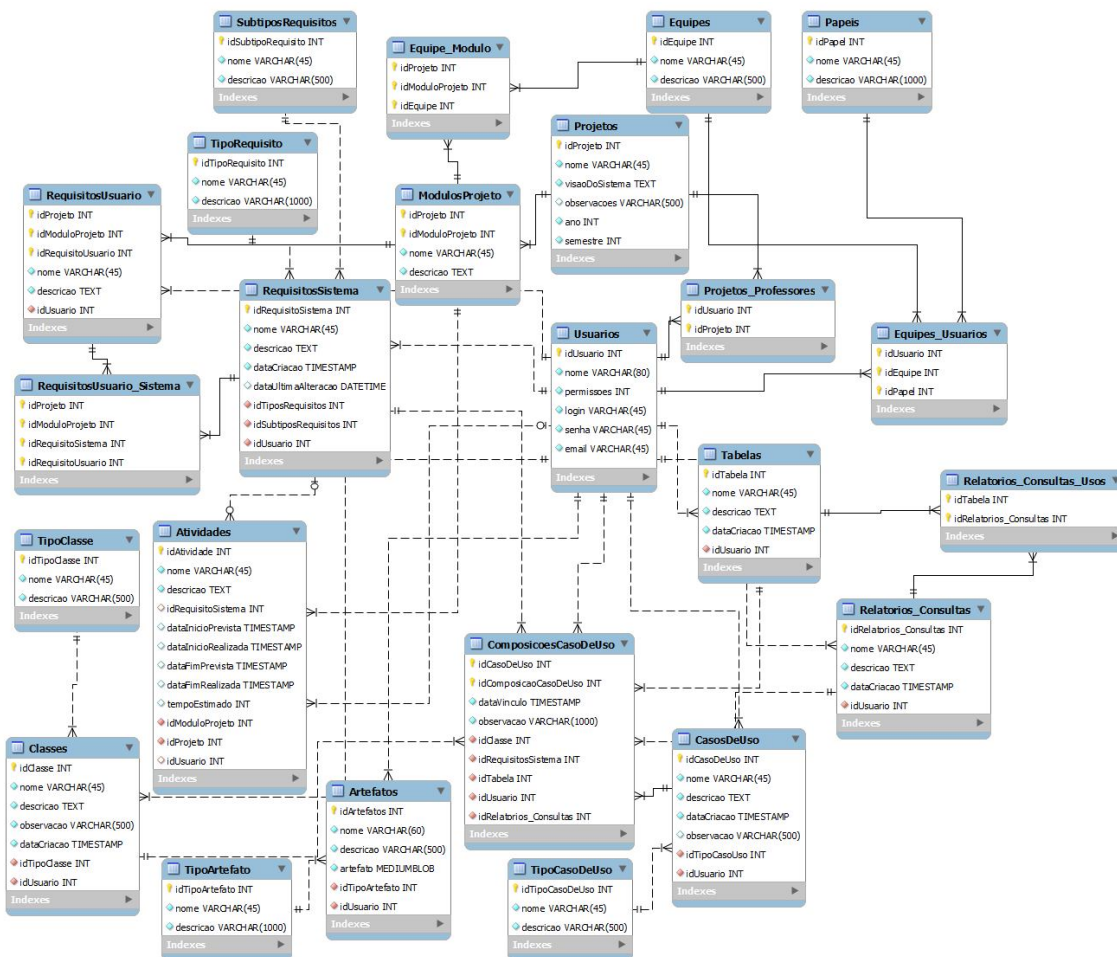 SubtiposRequisitos
idSubtipoRequisito INT
nome VARCHAR(45)
descricao VARCHAR(500)
Indexes
Equipe_Modulo
idProjeto INT
idModuloProjeto INT
idEquipe INT
Indexes
Equipes
idEquipe INT
nome VARCHAR(45)
descricao VARCHAR(500)
Indexes
Papeis
idPapel INT
nome VARCHAR(45)
descricao VARCHAR(1000)
Indexes
TipoRequisito
idTipoRequisito INT
nome VARCHAR(45)
descricao VARCHAR(1000)
Indexes
Projetos
idProjeto INT
nome VARCHAR(45)
visaoDoSistema TEXT
observacoes VARCHAR(500)
ano INT
semestre INT
Indexes
RequisitosUsuario
idProjeto INT
idModuloProjeto INT
idRequisitoUsuario INT
nome VARCHAR(45)
descricao TEXT
idUsuario INT
Indexes
ModulosProjeto
idProjeto INT
idModuloProjeto INT
nome VARCHAR(45)
descricao TEXT
Indexes
RequisitosSistema
idRequisitoSistema INT
nome VARCHAR(45)
descricao TEXT
dataCriacao TIMESTAMP
dataUltimaAlteracao DATETIME
idTiposRequisitos INT
idSubtiposRequisitos INT
idUsuario INT
Indexes
Projetos_Professores
idUsuario INT
idProjeto INT
Indexes
Usuarios
idUsuario INT
nome VARCHAR(80)
permissoes INT
login VARCHAR(45)
senha VARCHAR(45)
email VARCHAR(45)
Indexes
Equipes_Usuarios
idUsuario INT
idEquipe INT
idPapel INT
Indexes
RequisitosUsuario_Sistema
idProjeto INT
idModuloProjeto INT
idRequisitoSistema INT
idRequisitoUsuario INT
Indexes
Tabelas
idTabela INT
nome VARCHAR(45)
descricao TEXT
dataCriacao TIMESTAMP
idUsuario INT
Indexes
Relatorios_Consultas_Usos
idTabela INT
idRelatorios_Consultas INT
Indexes
TipoClasse
idTipoClasse INT
nome VARCHAR(45)
descricao VARCHAR(500)
Indexes
Atividades
idAtividade INT
nome VARCHAR(45)
descricao TEXT
idRequisitoSistema INT
dataInicioPrevista TIMESTAMP
dataInicioRealizada TIMESTAMP
dataFimPrevista TIMESTAMP
dataFimRealizada TIMESTAMP
tempoEstimado INT
idModuloProjeto INT
idProjeto INT
idUsuario INT
Indexes
Relatorios_Consultas
idRelatorios_Consultas INT
nome VARCHAR(45)
descricao TEXT
dataCriacao TIMESTAMP
idUsuario INT
Indexes
ComposicoesCasoDeUso
idCasoDeUso INT
idComposicaoCasoDeUso INT
dataVinculo TIMESTAMP
observacao VARCHAR(1000)
idClasse INT
idRequisitosSistema INT
idTabela INT
idUsuario INT
idRelatorios_Consultas INT
Indexes
CasosDeUso
idCasoDeUso INT
nome VARCHAR(45)
descricao TEXT
dataCriacao TIMESTAMP
observacao VARCHAR(500)
idTipoCasoUso INT
idUsuario INT
Indexes
Classes
idClasse INT
nome VARCHAR(45)
descricao TEXT
observacao VARCHAR(500)
dataCriacao TIMESTAMP
idTipoClasse INT
idUsuario INT
Indexes
Artefatos
idArtefatos INT
nome VARCHAR(60)
descricao VARCHAR(500)
artefato MEDIUMBLOB
idTipoArtefato INT
idUsuario INT
Indexes
TipoArtefato
idTipoArtefato INT
nome VARCHAR(45)
descricao VARCHAR(1000)
Indexes
TipoCasoDeUso
idTipoCasoDeUso INT
nome VARCHAR(45)
descricao VARCHAR(500)
Indexes